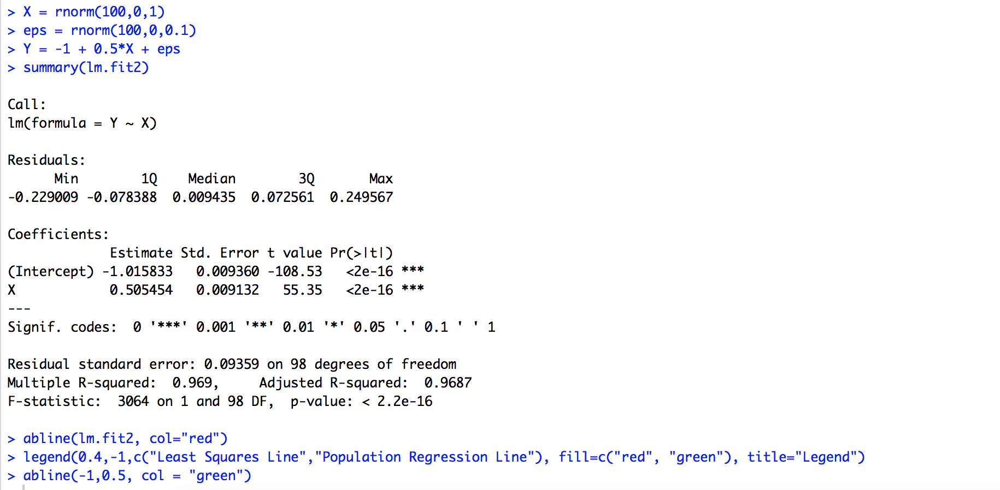 > X = rnorm(100,0,1)
> eps = rnorm(100,0,0.1)
> Y = -1 + 0.5*X + eps
> summary(lm.fit2)

Call:
lm(formula = Y ~ X)

Residuals:
      Min        1Q    Median        3Q       Max
-0.229009 -0.078388  0.009435  0.072561  0.249567

Coefficients:
             Estimate Std. Error t value Pr(>|t|)
(Intercept) -1.015833   0.009360 -108.53   <2e-16 ***
X            0.505454   0.009132   55.35   <2e-16 ***
---
Signif. codes:  0 '***' 0.001 '**' 0.01 '*' 0.05 '.' 0.1 ' ' 1

Residual standard error: 0.09359 on 98 degrees of freedom
Multiple R-squared:  0.969,     Adjusted R-squared:  0.9687
F-statistic:  3064 on 1 and 98 DF,  p-value: < 2.2e-16

> abline(lm.fit2, col="red")
> legend(0.4,-1,c("Least Squares Line","Population Regression Line"), fill=c("red", "green"), title="Legend")
> abline(-1,0.5, col = "green")